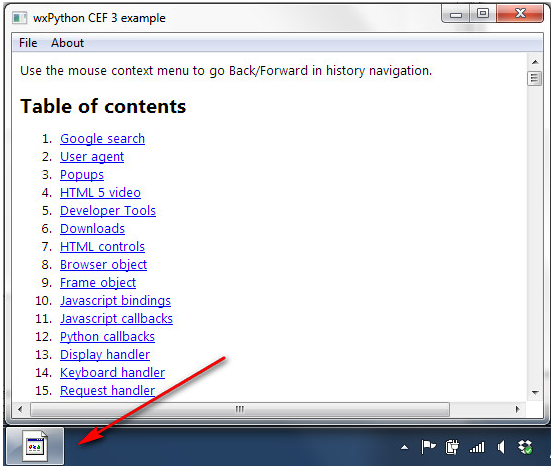 wxPython CEF 3 example
File About
Use the mouse context menu to go Back/Forward in history navigation.
Table of contents
1. Google search
2. User agent
3. Popups
4. HTML 5 video
5. Developer Tools
6. Downloads
7. HTML controls
8. Browser object
9. Frame object
10. Javascript bindings
11. Javascript callbacks
12. Python callbacks
13. Display handler
14. Keyboard handler
15. Request handler